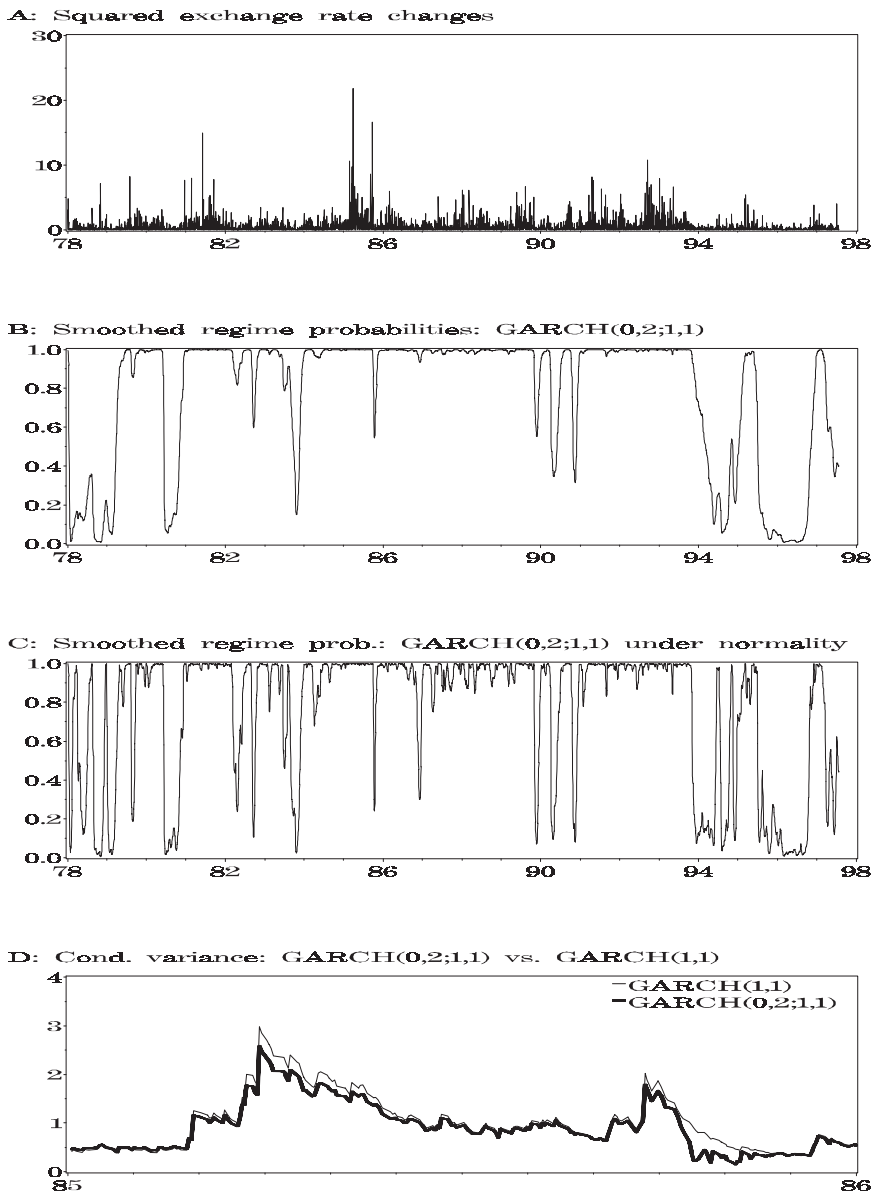 A: Squared exchange rate changes
30
20
10
0
78 82 86 90 94 98
B: Smoothed regime probabilities: GARCH(0,2;1,1)
1.0
0.8
0.6
0.4
0.2
0.0
78 82 86 90 94 98
C: Smoothed regime prob.: GARCH(0,2;1,1) under normality
1.0
0.8
0.6
0.4
0.2
0.0
78 82 86 90 94 98
D: Cond. variance: GARCH(0,2;1,1) vs. GARCH(1,1)
4
GARCH(1,1)
GARCH(0,2;1,1)
3
2
1
0
85 86